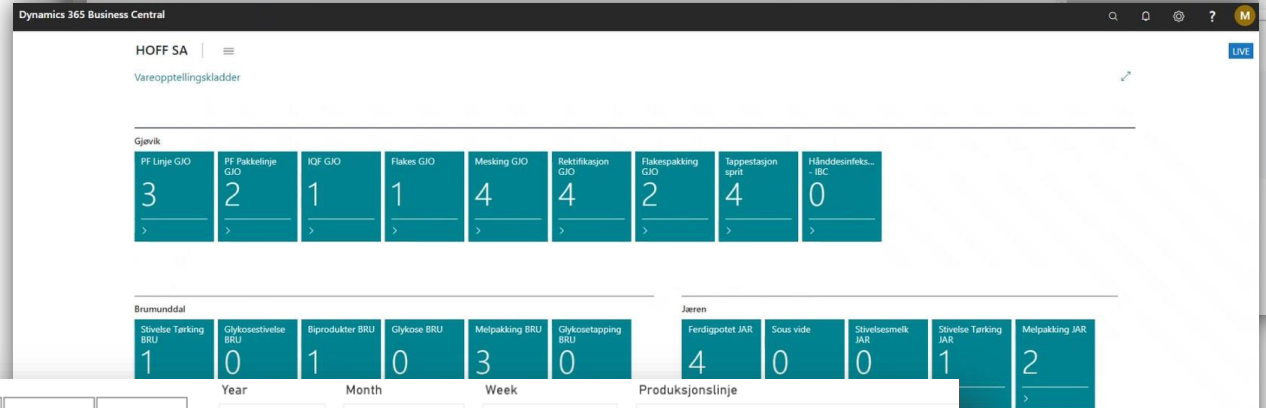 Dynamics 365 Business Central
?
M
HOFF SA
LIVE
Vareopptellingskladder
Gjøvik
PF Linje GJO
3
PF Pakkelinje
GJO
2
IQF GJO
1
Flakes GJO
1
Mesking GJO
4
Rektifikasjon
GJO
4
Flakespakking
GJO
2
Tappestasjon
sprit
4
Hånddesinfeks...
- IBC
0
Brumunddal
Stivelse Tørking
BRU
1
Glykosestivelse
BRU
0
Biprodukter BRU
1
Glykose BRU
0
Melpakking BRU
3
Glykosetapping
BRU
0
Jæren
Ferdigpotet JAR
4
Sous vide
0
Stivelsesmelk
JAR
0
Stivelse Tørking
JAR
1
Melpakking JAR
2
Year
Month
Week
Produksjonslinje